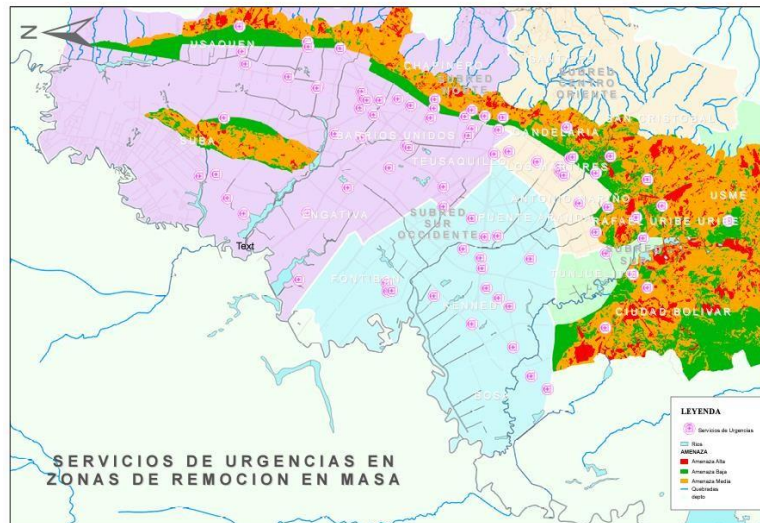 N
USAQUEN
CHAPINERO
SUBRED
NORTE
SUBRED
CENTRO
ORIENTE
SAN CRISTOBAL
SUBA
BARRIOS UNIDOS
CANDELARIA
TEUSAQUILLO
USME
ENGATIVA
SUBRED
SUR
OCCIDENTE
RAFAEL URIBE URIBE
FONTIBON
TUNJUE
KENNED
CIUDAD BOLIVAR
BOSA
Text
SERVICIOS DE URGENCIAS EN
ZONAS DE REMOCION EN MASA
LEYENDA
Servicios de Urgencias
Rios
AMENAZA
Amenaza Alta
Amenaza Baja
Amenaza Media
Quebradas
depto